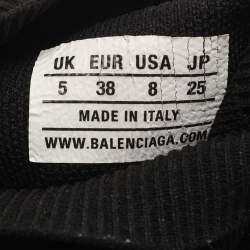 UK EUR USA JP
5 38 8 25
MADE IN ITALY
WWW.BALENCIAGA.COM